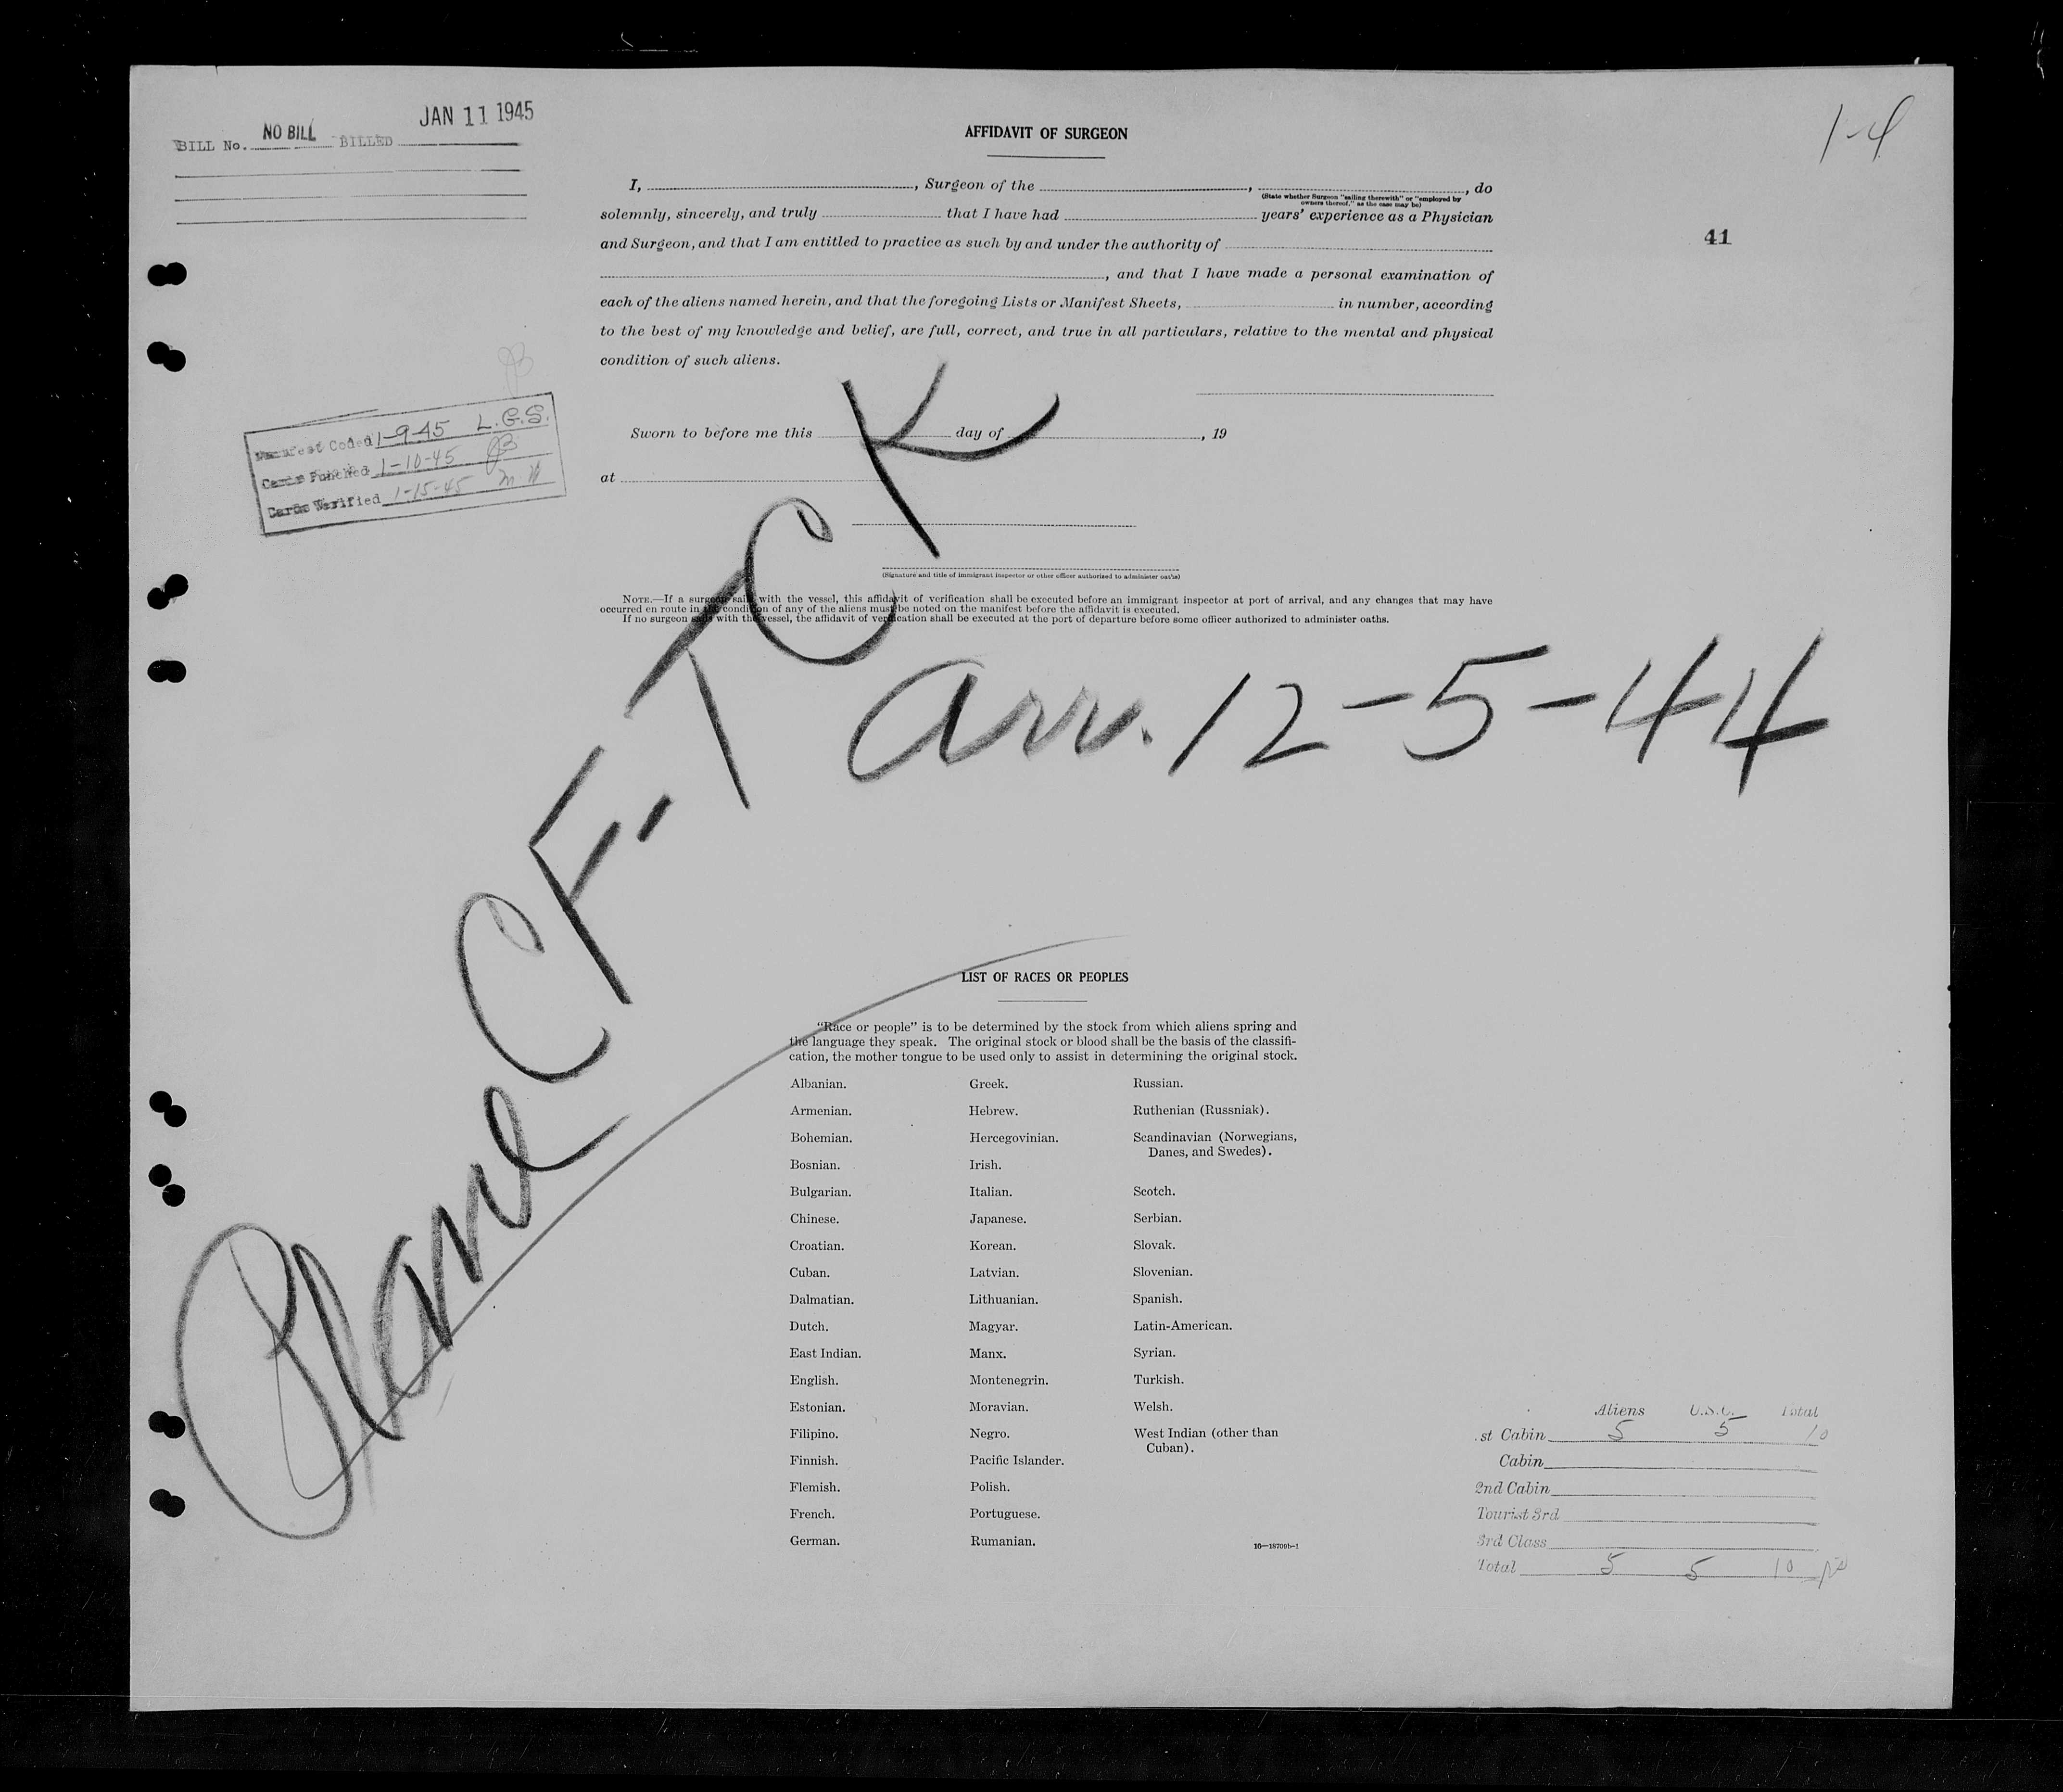 JAN 11 1945
BILL No. NO BILL BILLED
1-4
41
AFFIDAVIT OF SURGEON
I, , Surgeon of the , , do
(State whether Surgeon "sailing therewith" or "employed by
owners thereof," as the case may be)
solemnly, sincerely, and truly that I have had years' experience as a Physician
and Surgeon, and that I am entitled to practice as such by and under the authority of
, and that I have made a personal examination of
each of the aliens named herein, and that the foregoing Lists or Manifest Sheets, in number, according
to the best of my knowledge and belief, are full, correct, and true in all particulars, relative to the mental and physical
condition of such aliens.
JB
Manifest Coded 1-9-45 L.G.S.
Cards Punched 1-10-45 JB
Cards Verified 1-15-45 M.H
Sworn to before me this day of , 19
at
(Signature and title of immigrant inspector or other officer authorized to administer oaths)
NOTE.—If a surgeon sails with the vessel, this affidavit of verification shall be executed before an immigrant inspector at port of arrival, and any changes that may have
occurred en route in the condition of any of the aliens must be noted on the manifest before the affidavit is executed.
If no surgeon sails with the vessel, the affidavit of verification shall be executed at the port of departure before some officer authorized to administer oaths.
Plane CF-TCK
arr. 12-5-44
LIST OF RACES OR PEOPLES
"Race or people" is to be determined by the stock from which aliens spring and
the language they speak. The original stock or blood shall be the basis of the classifi-
cation, the mother tongue to be used only to assist in determining the original stock.
Albanian.
Armenian.
Bohemian.
Bosnian.
Bulgarian.
Chinese.
Croatian.
Cuban.
Dalmatian.
Dutch.
East Indian.
English.
Estonian.
Filipino.
Finnish.
Flemish.
French.
German.
Greek.
Hebrew.
Hercegovinian.
Irish.
Italian.
Japanese.
Korean.
Latvian.
Lithuanian.
Magyar.
Manx.
Montenegrin.
Moravian.
Negro.
Pacific Islander.
Polish.
Portuguese.
Rumanian.
Russian.
Ruthenian (Russniak).
Scandinavian (Norwegians,
Danes, and Swedes).
Scotch.
Serbian.
Slovak.
Slovenian.
Spanish.
Latin-American.
Syrian.
Turkish.
Welsh.
West Indian (other than
Cuban).
16—18709b-1
Aliens U.S.C. Total
st Cabin 5 5 10
Cabin
2nd Cabin
Tourist 3rd
3rd Class
Total 5 5 10